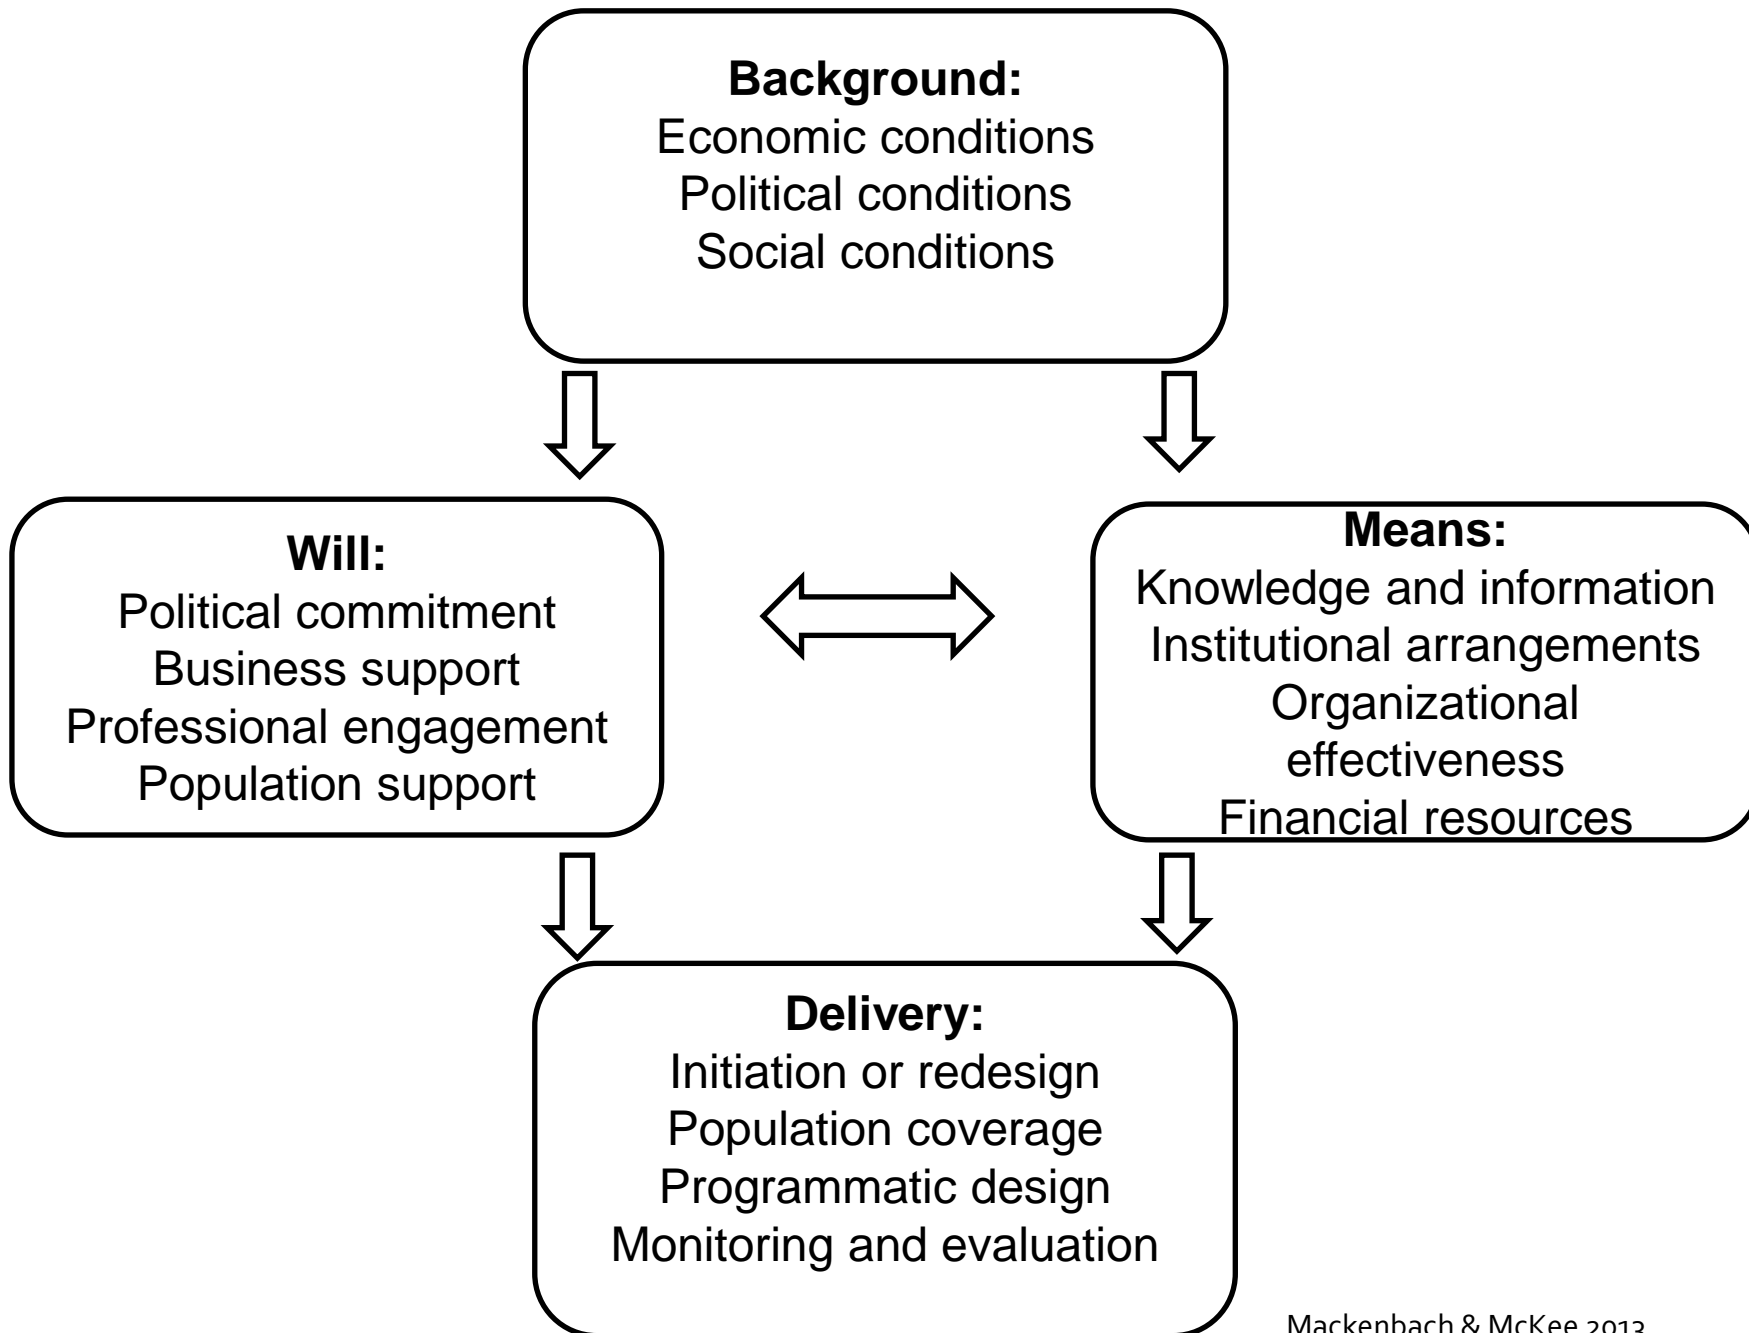 Background:
Economic conditions
Political conditions
Social conditions
Will:
Political commitment
Business support
Professional engagement
Population support
Means:
Knowledge and information
Institutional arrangements
Organizational
effectiveness
Financial resources
Delivery:
Initiation or redesign
Population coverage
Programmatic design
Monitoring and evaluation
Mackenbach & McKee 2013